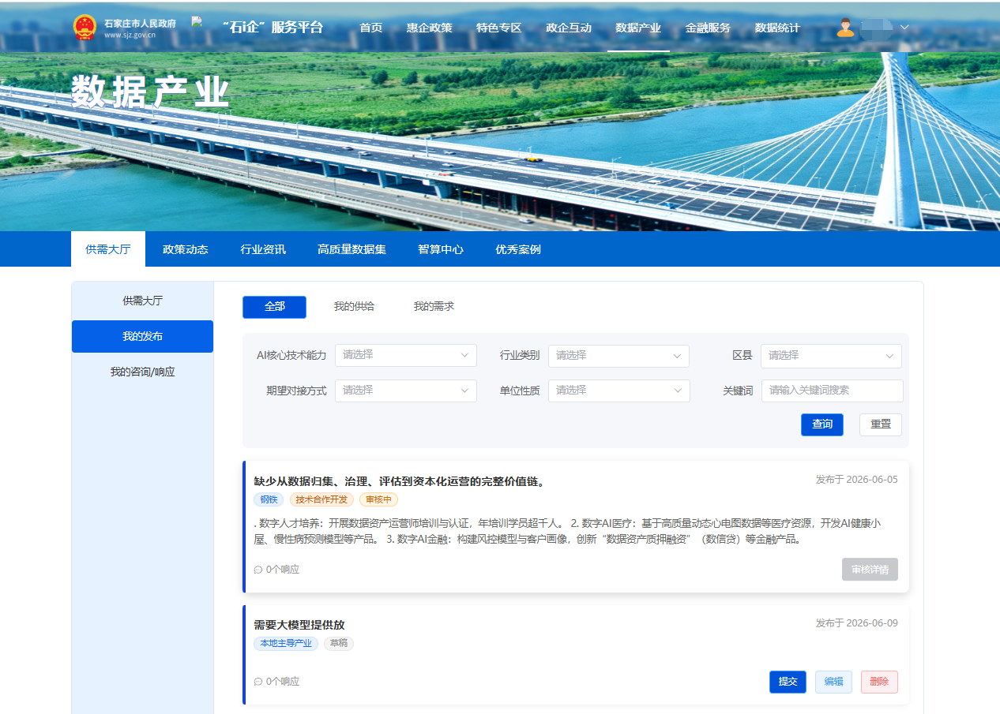 石家庄市人民政府
www.sjz.gov.cn
“石i企”服务平台
首页 惠企政策 特色专区 政企互动 数据产业 金融服务 数据统计
数据产业
供需大厅 政策动态 行业资讯 高质量数据集 智算中心 优秀案例
供需大厅
我的发布
我的咨询/响应
全部 我的供给 我的需求
AI核心技术能力 请选择 行业类别 请选择 区县 请选择
期望对接方式 请选择 单位性质 请选择 关键词 请输入关键词搜索
查询 重置
缺少从数据归集、治理、评估到资本化运营的完整价值链。 发布于 2026-06-05
钢铁 技术合作开发 审核中
. 数字人才培养：开展数据资产运营师培训与认证，年培训学员超千人。 2. 数字AI医疗：基于高质量动态心电图数据等医疗资源，开发AI健康小
屋、慢性病预测模型等产品。 3. 数字AI金融：构建风控模型与客户画像，创新“数据资产质押融资”（数信贷）等金融产品。
0个响应 审核详情
需要大模型提供放 发布于 2026-06-09
本地主导产业 草稿
0个响应 提交 编辑 删除